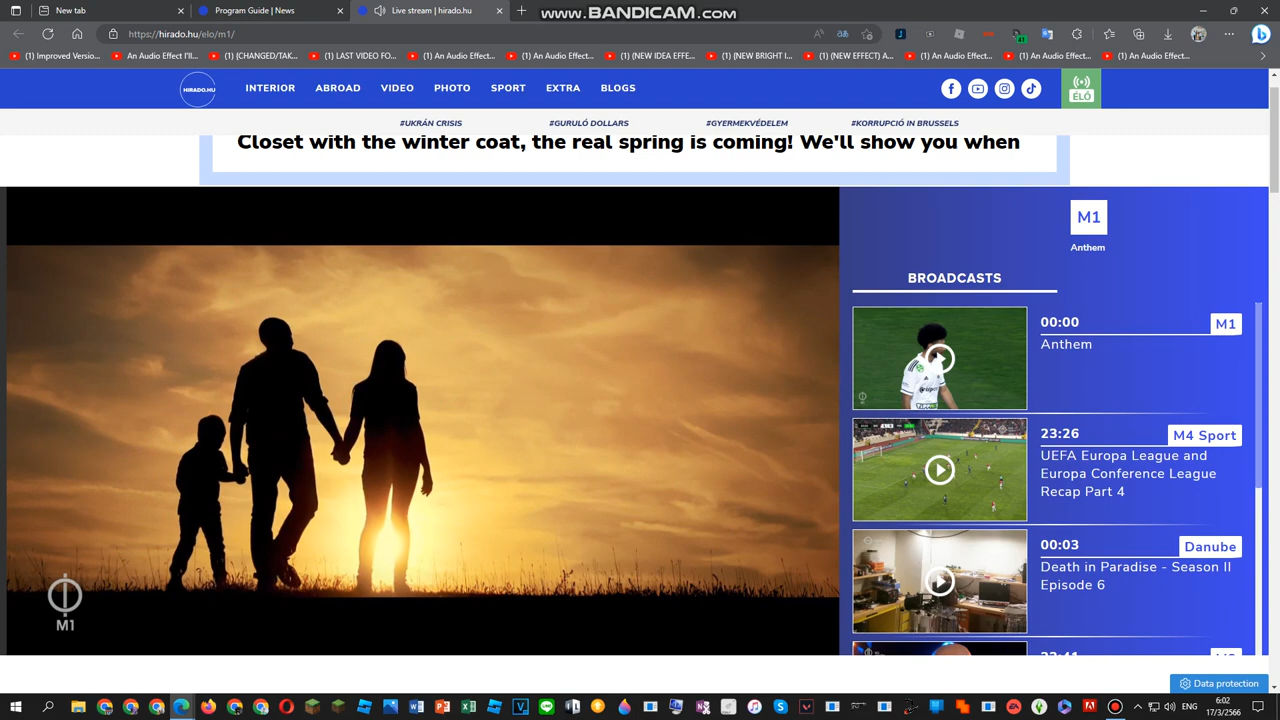 New tab
Program Guide | News
Live stream | hirado.hu
www.BANDICAM.com
https://hirado.hu/elo/m1/
(1) Improved Versio...
An Audio Effect I'll...
(1) [CHANGED/TAK...
(1) LAST VIDEO FO...
(1) An Audio Effect...
(1) An Audio Effect...
(1) (NEW IDEA EFFE...
(1) (NEW BRIGHT I...
(1) (NEW EFFECT) A...
(1) An Audio Effect...
(1) An Audio Effect...
(1) An Audio Effect...
HIRADO.HU
INTERIOR
ABROAD
VIDEO
PHOTO
SPORT
EXTRA
BLOGS
ÉLŐ
#UKRÁN CRISIS
#GURULÓ DOLLARS
#GYERMEKVÉDELEM
#KORRUPCIÓ IN BRUSSELS
Closet with the winter coat, the real spring is coming! We'll show you when
M1
M1
Anthem
BROADCASTS
00:00
M1
Anthem
23:26
M4 Sport
UEFA Europa League and
Europa Conference League
Recap Part 4
00:03
Danube
Death in Paradise - Season II
Episode 6
Data protection
ENG
6:02
17/3/2566